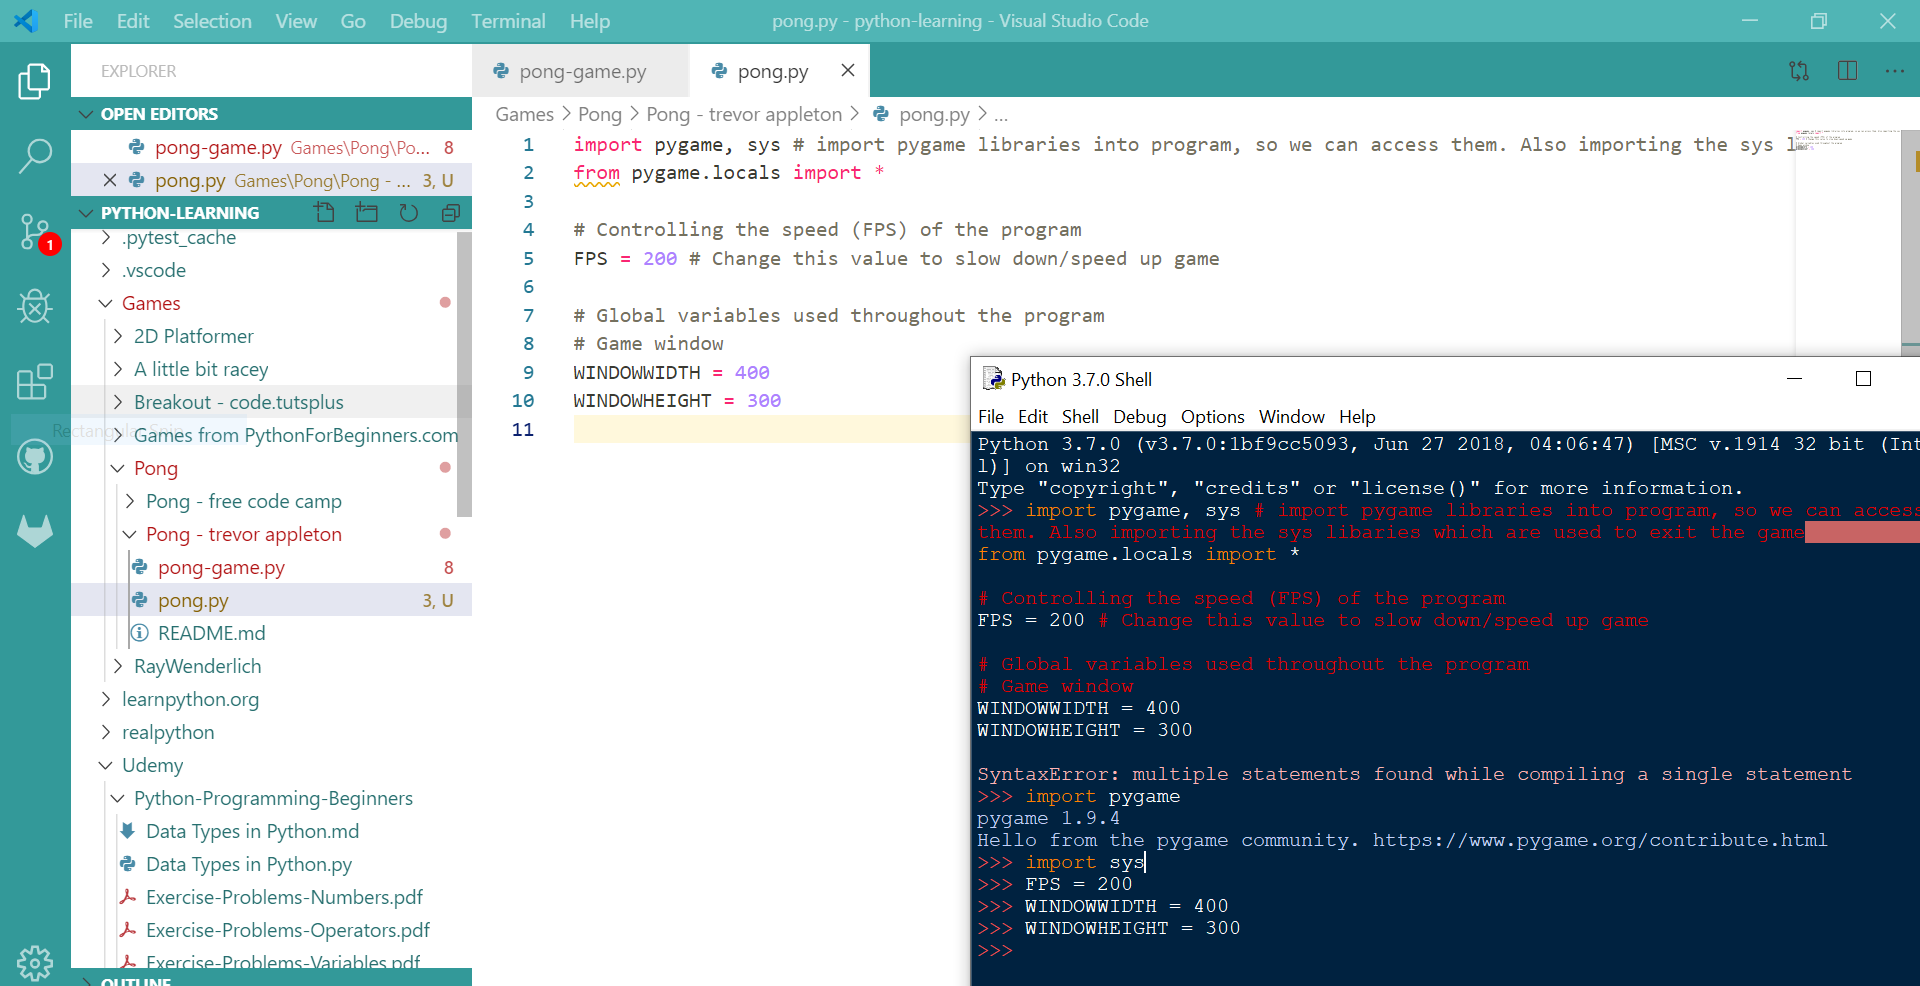 File Edit Selection View Go Debug Terminal Help
pong.py - python-learning - Visual Studio Code
EXPLORER
OPEN EDITORS
pong-game.py Games\Pong\Po... 8
pong.py Games\Pong\Pong - ... 3, U
PYTHON-LEARNING
.pytest_cache
.vscode
Games
2D Platformer
A little bit racey
Breakout - code.tutsplus
Games from PythonForBeginners.com
Pong
Pong - free code camp
Pong - trevor appleton
pong-game.py 8
pong.py 3, U
README.md
RayWenderlich
learnpython.org
realpython
Udemy
Python-Programming-Beginners
Data Types in Python.md
Data Types in Python.py
Exercise-Problems-Numbers.pdf
Exercise-Problems-Operators.pdf
Exercise-Problems-Variables.pdf
OUTLINE
1
Rectangular Snip
pong-game.py
pong.py
Games > Pong > Pong - trevor appleton > pong.py > ...
1 import pygame, sys # import pygame libraries into program, so we can access them. Also importing the sys l
2 from pygame.locals import *
3
4 # Controlling the speed (FPS) of the program
5 FPS = 200 # Change this value to slow down/speed up game
6
7 # Global variables used throughout the program
8 # Game window
9 WINDOWWIDTH = 400
10 WINDOWHEIGHT = 300
11
Python 3.7.0 Shell
File Edit Shell Debug Options Window Help
Python 3.7.0 (v3.7.0:1bf9cc5093, Jun 27 2018, 04:06:47) [MSC v.1914 32 bit (Int
l)] on win32
Type "copyright", "credits" or "license()" for more information.
>>> import pygame, sys # import pygame libraries into program, so we can access
them. Also importing the sys libaries which are used to exit the game
from pygame.locals import *
# Controlling the speed (FPS) of the program
FPS = 200 # Change this value to slow down/speed up game
# Global variables used throughout the program
# Game window
WINDOWWIDTH = 400
WINDOWHEIGHT = 300
SyntaxError: multiple statements found while compiling a single statement
>>> import pygame
pygame 1.9.4
Hello from the pygame community. https://www.pygame.org/contribute.html
>>> import sys
>>> FPS = 200
>>> WINDOWWIDTH = 400
>>> WINDOWHEIGHT = 300
>>>